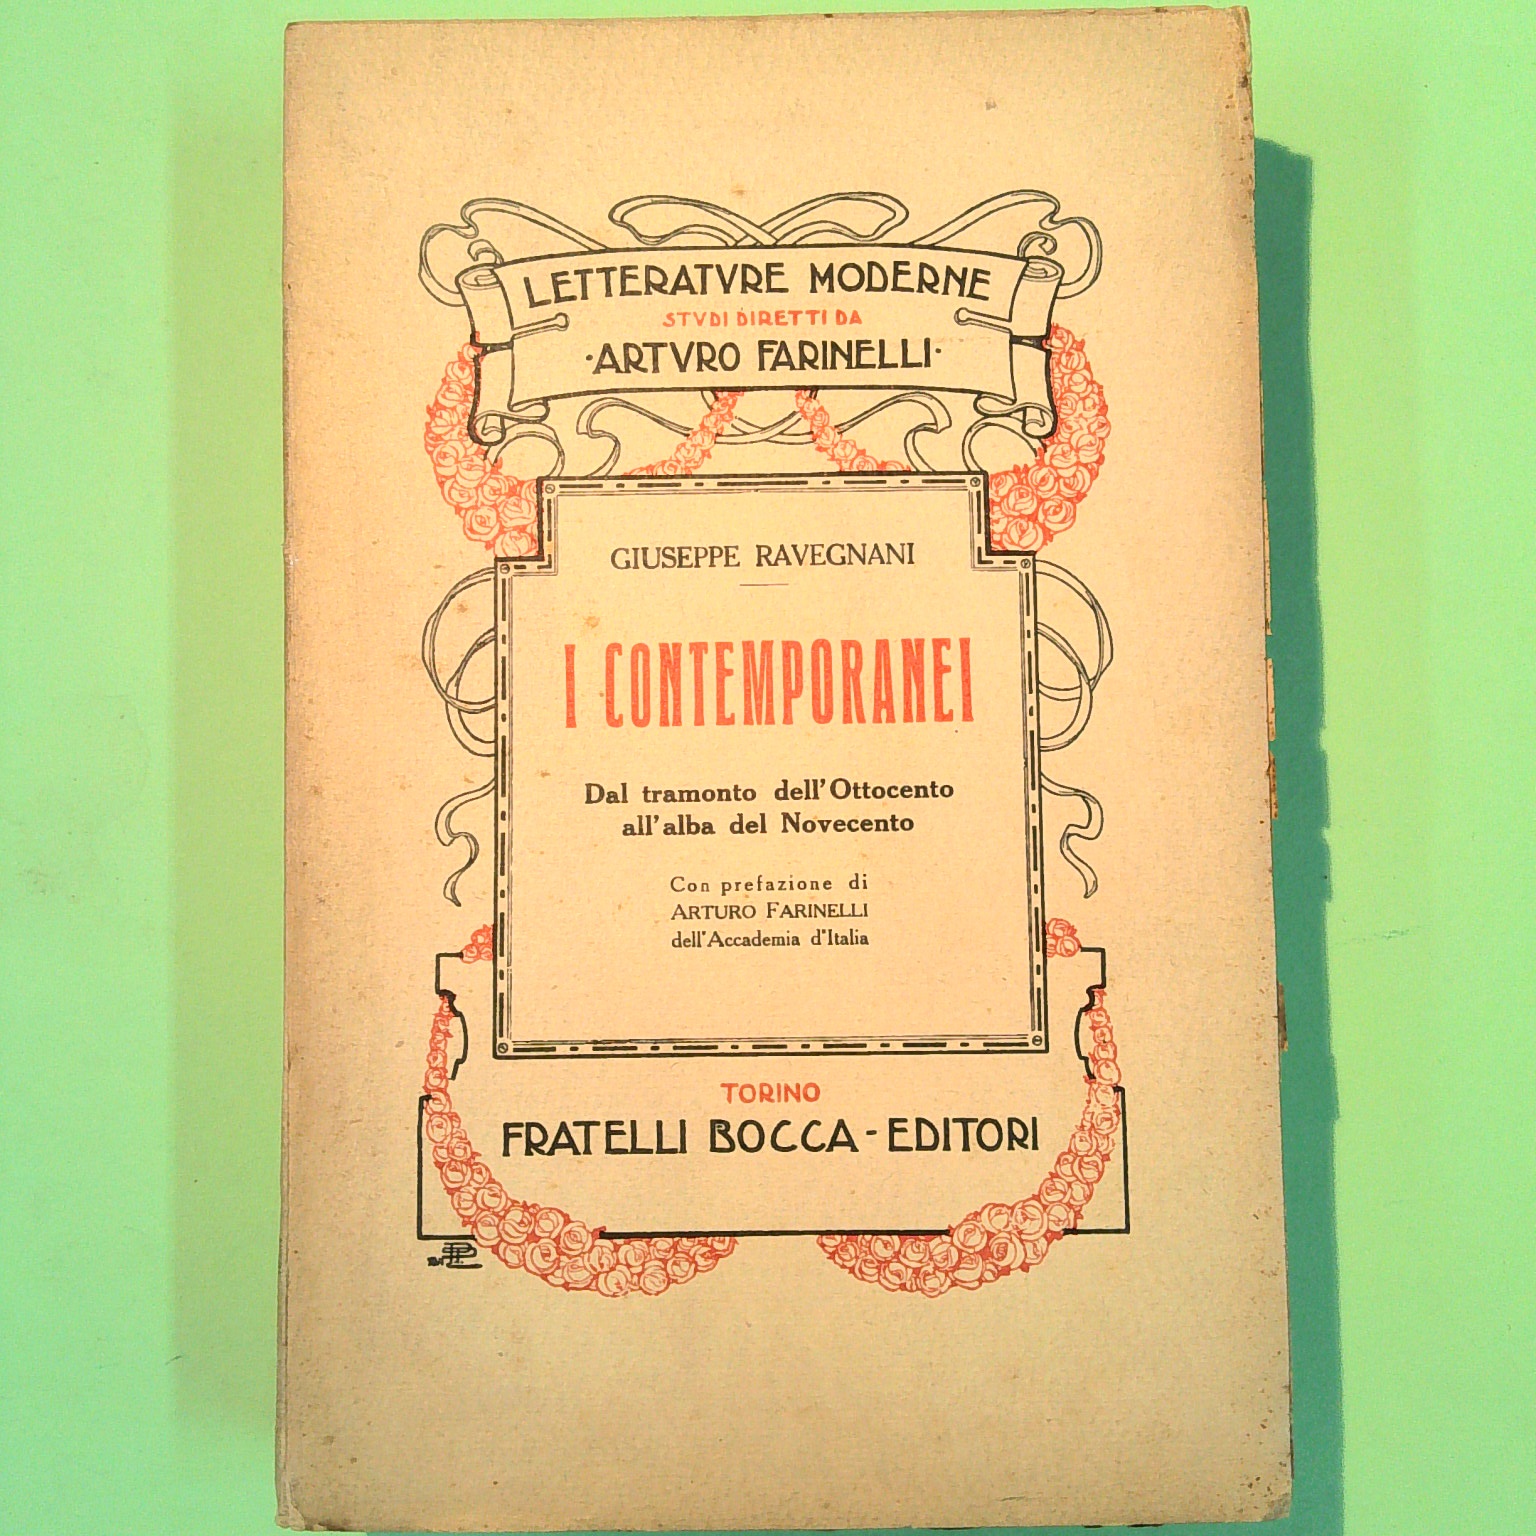 LETTERATVRE MODERNE
STVDI DIRETTI DA
·ARTVRO FARINELLI·
GIUSEPPE RAVEGNANI
I CONTEMPORANEI
Dal tramonto dell'Ottocento
all'alba del Novecento
Con prefazione di
ARTURO FARINELLI
dell'Accademia d'Italia
TORINO
FRATELLI BOCCA - EDITORI